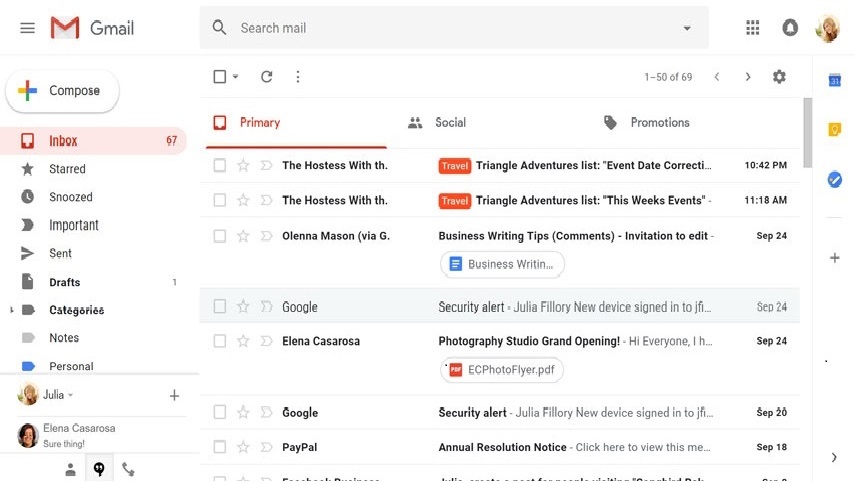 Gmail
Search mail
Compose
1–50 of 69
Primary
Social
Promotions
Inbox 67
Starred
Snoozed
Important
Sent
Drafts 1
Categories
Notes
Personal
Julia
Elena Casarosa
Sure thing!
The Hostess With th. Travel Triangle Adventures list: "Event Date Correcti... 10:42 PM
The Hostess With th. Travel Triangle Adventures list: "This Weeks Events" - 11:18 AM
Olenna Mason (via G. Business Writing Tips (Comments) - Invitation to edit - Sep 24
Business Writin...
Google Security alert - Julia Fillory New device signed in to jfi... Sep 24
Elena Casarosa Photography Studio Grand Opening! - Hi Everyone, I h... Sep 24
PDF ECPhotoFlyer.pdf
Google Security alert - Julia Fillory New device signed in to jfi... Sep 20
PayPal Annual Resolution Notice - Click here to view this me... Sep 18
31